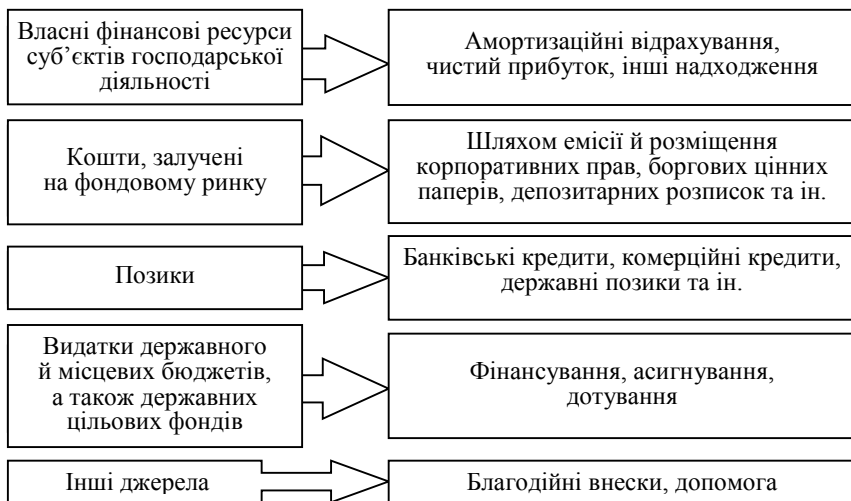 Власні фінансові ресурси
суб’єктів господарської
діяльності
Амортизаційні відрахування,
чистий прибуток, інші надходження
Кошти, залучені
на фондовому ринку
Шляхом емісії й розміщення
корпоративних прав, боргових цінних
паперів, депозитарних розписок та ін.
Позики
Банківські кредити, комерційні кредити,
державні позики та ін.
Видатки державного
й місцевих бюджетів,
а також державних
цільових фондів
Фінансування, асигнування,
дотування
Інші джерела
Благодійні внески, допомога